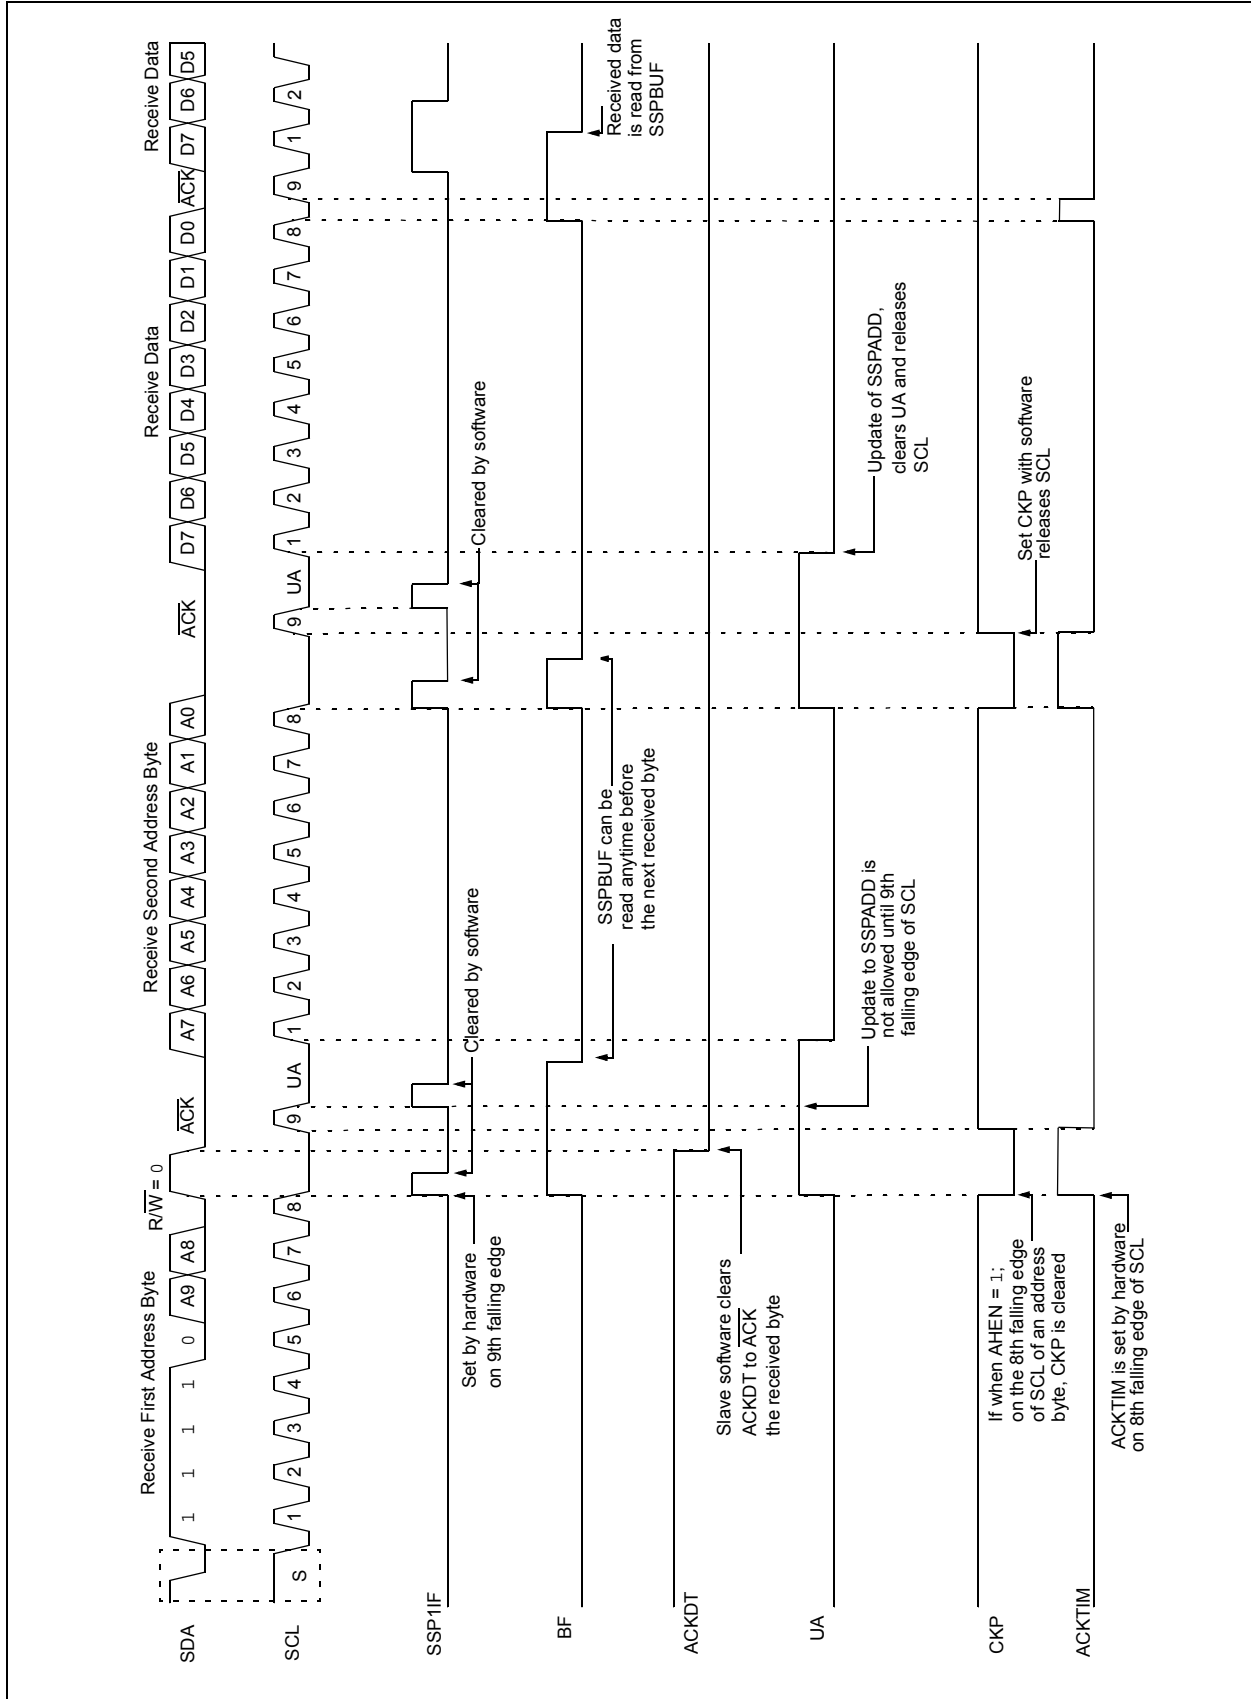 Receive First Address Byte
R/W = 0
Receive Second Address Byte
Receive Data
Receive Data
SDA
1 1 1 1 0 A9 A8
ACK
A7 A6 A5 A4 A3 A2 A1 A0
ACK
D7 D6 D5 D4 D3 D2 D1 D0
ACK
D7 D6 D5
SCL
S
1 2 3 4 5 6 7 8 9
UA
1 2 3 4 5 6 7 8 9
UA
1 2 3 4 5 6 7 8 9
1 2
SSP1IF
Set by hardware
on 9th falling edge
Cleared by software
Cleared by software
BF
SSPBUF can be
read anytime before
the next received byte
Received data
is read from
SSPBUF
ACKDT
Slave software clears
ACKDT to ACK
the received byte
UA
Update to SSPADD is
not allowed until 9th
falling edge of SCL
Update of SSPADD,
clears UA and releases
SCL
CKP
If when AHEN = 1;
on the 8th falling edge
of SCL of an address
byte, CKP is cleared
Set CKP with software
releases SCL
ACKTIM
ACKTIM is set by hardware
on 8th falling edge of SCL